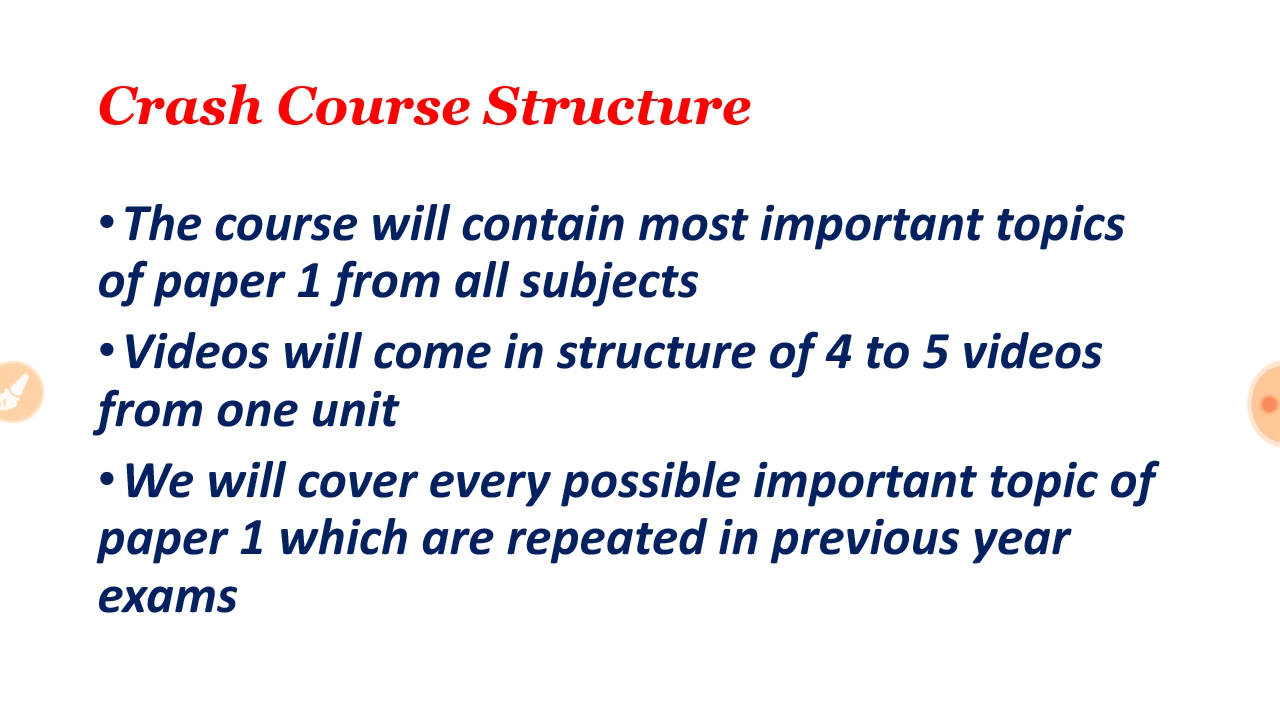 Crash Course Structure
•The course will contain most important topics
of paper 1 from all subjects
•Videos will come in structure of 4 to 5 videos
from one unit
•We will cover every possible important topic of
paper 1 which are repeated in previous year
exams